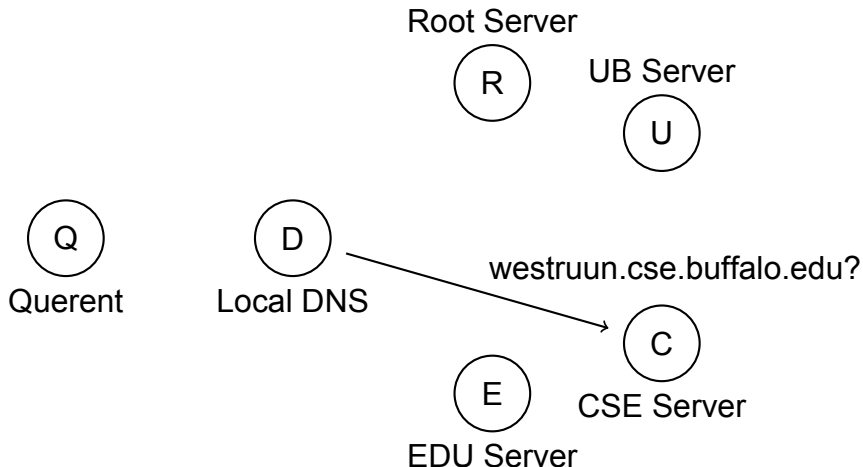 Root Server
R
UB Server
U
Q
Querent
D
Local DNS
westruun.cse.buffalo.edu?
C
CSE Server
E
EDU Server